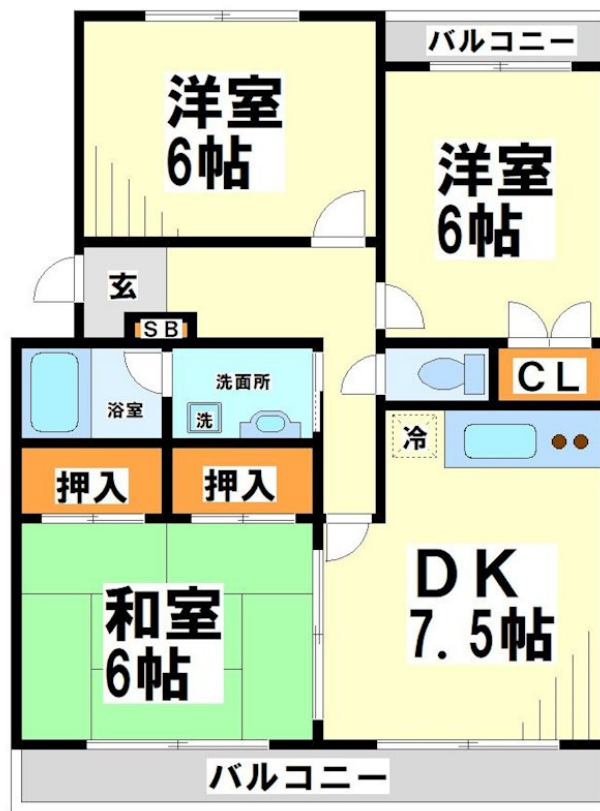 バルコニー
洋室
6帖
洋室
6帖
玄
SB
浴室
洗面所
洗
CL
冷
押入
押入
和室
6帖
DK
7.5帖
バルコニー